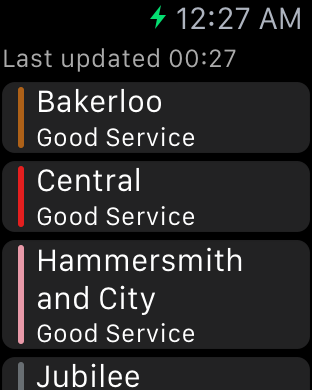 12:27 AM
Last updated 00:27
Bakerloo
Good Service
Central
Good Service
Hammersmith
and City
Good Service
Jubilee